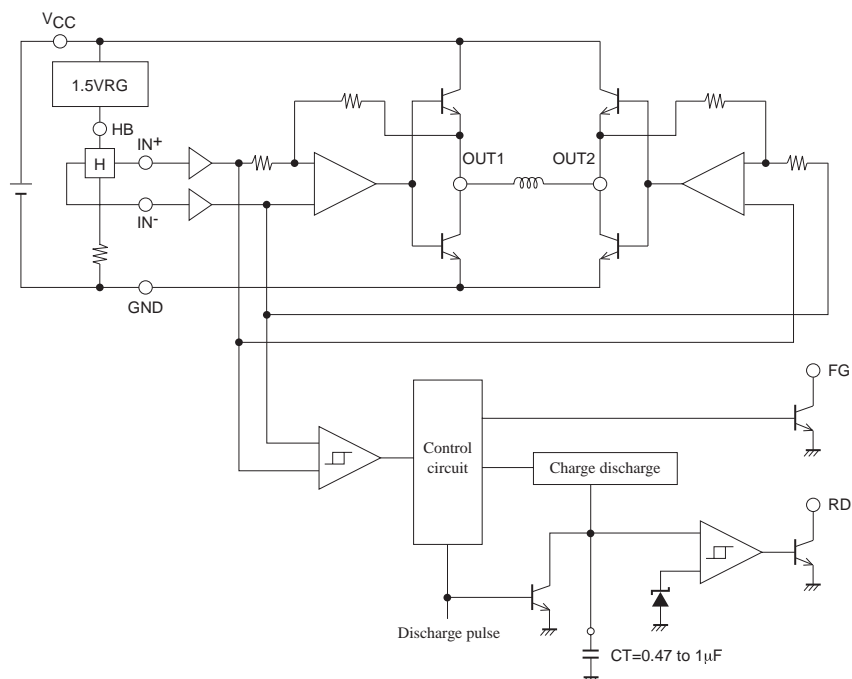 VCC
1.5VRG
HB
IN+
H
IN-
OUT1
OUT2
GND
FG
Control
circuit
Charge discharge
RD
Discharge pulse
CT=0.47 to 1μF